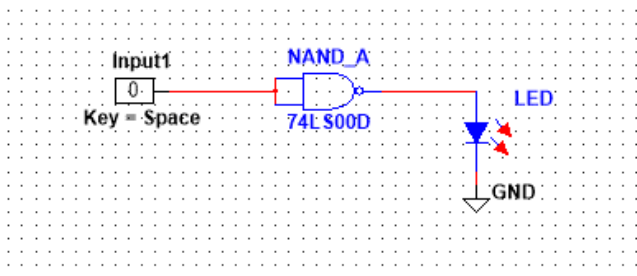 Input1
0
Key = Space
NAND_A
74LS00D
LED
GND